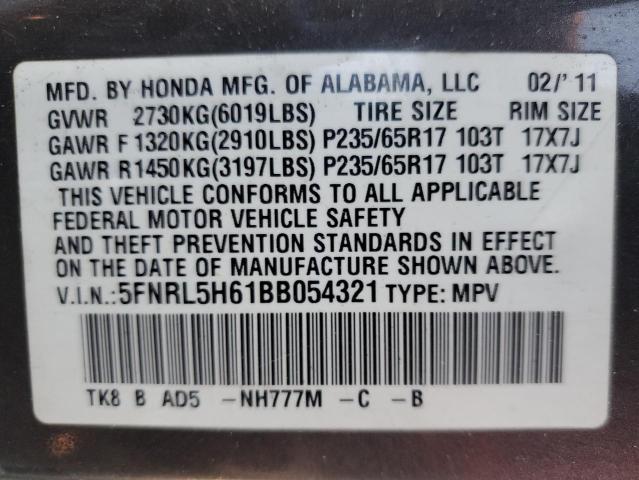 MFD. BY HONDA MFG. OF ALABAMA, LLC 02/'11
GVWR 2730KG(6019LBS) TIRE SIZE RIM SIZE
GAWR F 1320KG(2910LBS) P235/65R17 103T 17X7J
GAWR R1450KG(3197LBS) P235/65R17 103T 17X7J
THIS VEHICLE CONFORMS TO ALL APPLICABLE
FEDERAL MOTOR VEHICLE SAFETY
AND THEFT PREVENTION STANDARDS IN EFFECT
ON THE DATE OF MANUFACTURE SHOWN ABOVE.
V.I.N.:5FNRL5H61BB054321 TYPE: MPV
TK8 B AD5 -NH777M -C -B